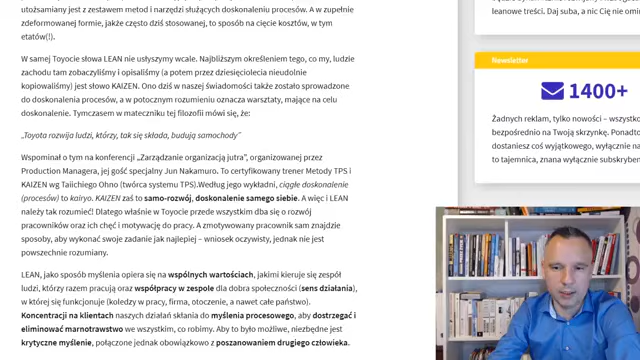 utożsamiany jest z zestawem metod i narzędzi służących doskonaleniu procesów. A w zupełnie
zdeformowanej formie, jakże często dziś stosowanej, to sposób na cięcie kosztów, w tym
etatów(!).
W samej Toyocie słowa LEAN nie usłyszymy wcale. Najbliższym określeniem tego, co my, ludzie
zachodu tam zobaczyliśmy i opisaliśmy (a potem przez dziesięciolecia nieudolnie
kopiowaliśmy) jest słowo KAIZEN. Ono dziś w naszej świadomości także zostało sprowadzone
do doskonalenia procesów, a w potocznym rozumieniu oznacza warsztaty, mające na celu
doskonalenie. Tymczasem w mateczniku tej filozofii mówi się, że:
„Toyota rozwija ludzi, którzy, tak się składa, budują samochody”
Wspominał o tym na konferencji „Zarządzanie organizacją jutra”, organizowanej przez
Production Managera, jej gość specjalny Jun Nakamuro. To certyfikowany trener Metody TPS i
KAIZEN wg Taiichiego Ohno (twórca systemu TPS).Według jego wykładni, ciągłe doskonalenie
(procesów) to kairyo. KAIZEN zaś to samo-rozwój, doskonalenie samego siebie. A więc i LEAN
należy tak rozumieć! Dlatego właśnie w Toyocie przede wszystkim dba się o rozwój
pracowników oraz ich chęć i motywację do pracy. A zmotywowany pracownik sam znajdzie
sposoby, aby wykonać swoje zadanie jak najlepiej – wniosek oczywisty, jednak nie jest
powszechnie rozumiany.
LEAN, jako sposób myślenia opiera się na wspólnych wartościach, jakimi kieruje się zespół
ludzi, którzy razem pracują oraz współpracy w zespole dla dobra społeczności (sens działania),
w której się funkcjonuje (koledzy w pracy, firma, otoczenie, a nawet całe państwo).
Koncentracji na klientach naszych działań skłania do myślenia procesowego, aby dostrzegać i
eliminować marnotrawstwo we wszystkim, co robimy. Aby to było możliwe, niezbędne jest
krytyczne myślenie, połączone jednak obowiązkowo z poszanowaniem drugiego człowieka.
leanowe treści. Daj suba, a nic Cię nie omi
Newsletter
1400+
Żadnych reklam, tylko nowości – wszystko
bezpośrednio na Twoją skrzynkę. Ponadto
dostaniesz coś wyjątkowego, wyłącznie na
to tajemnica, znana wyłącznie subskryben